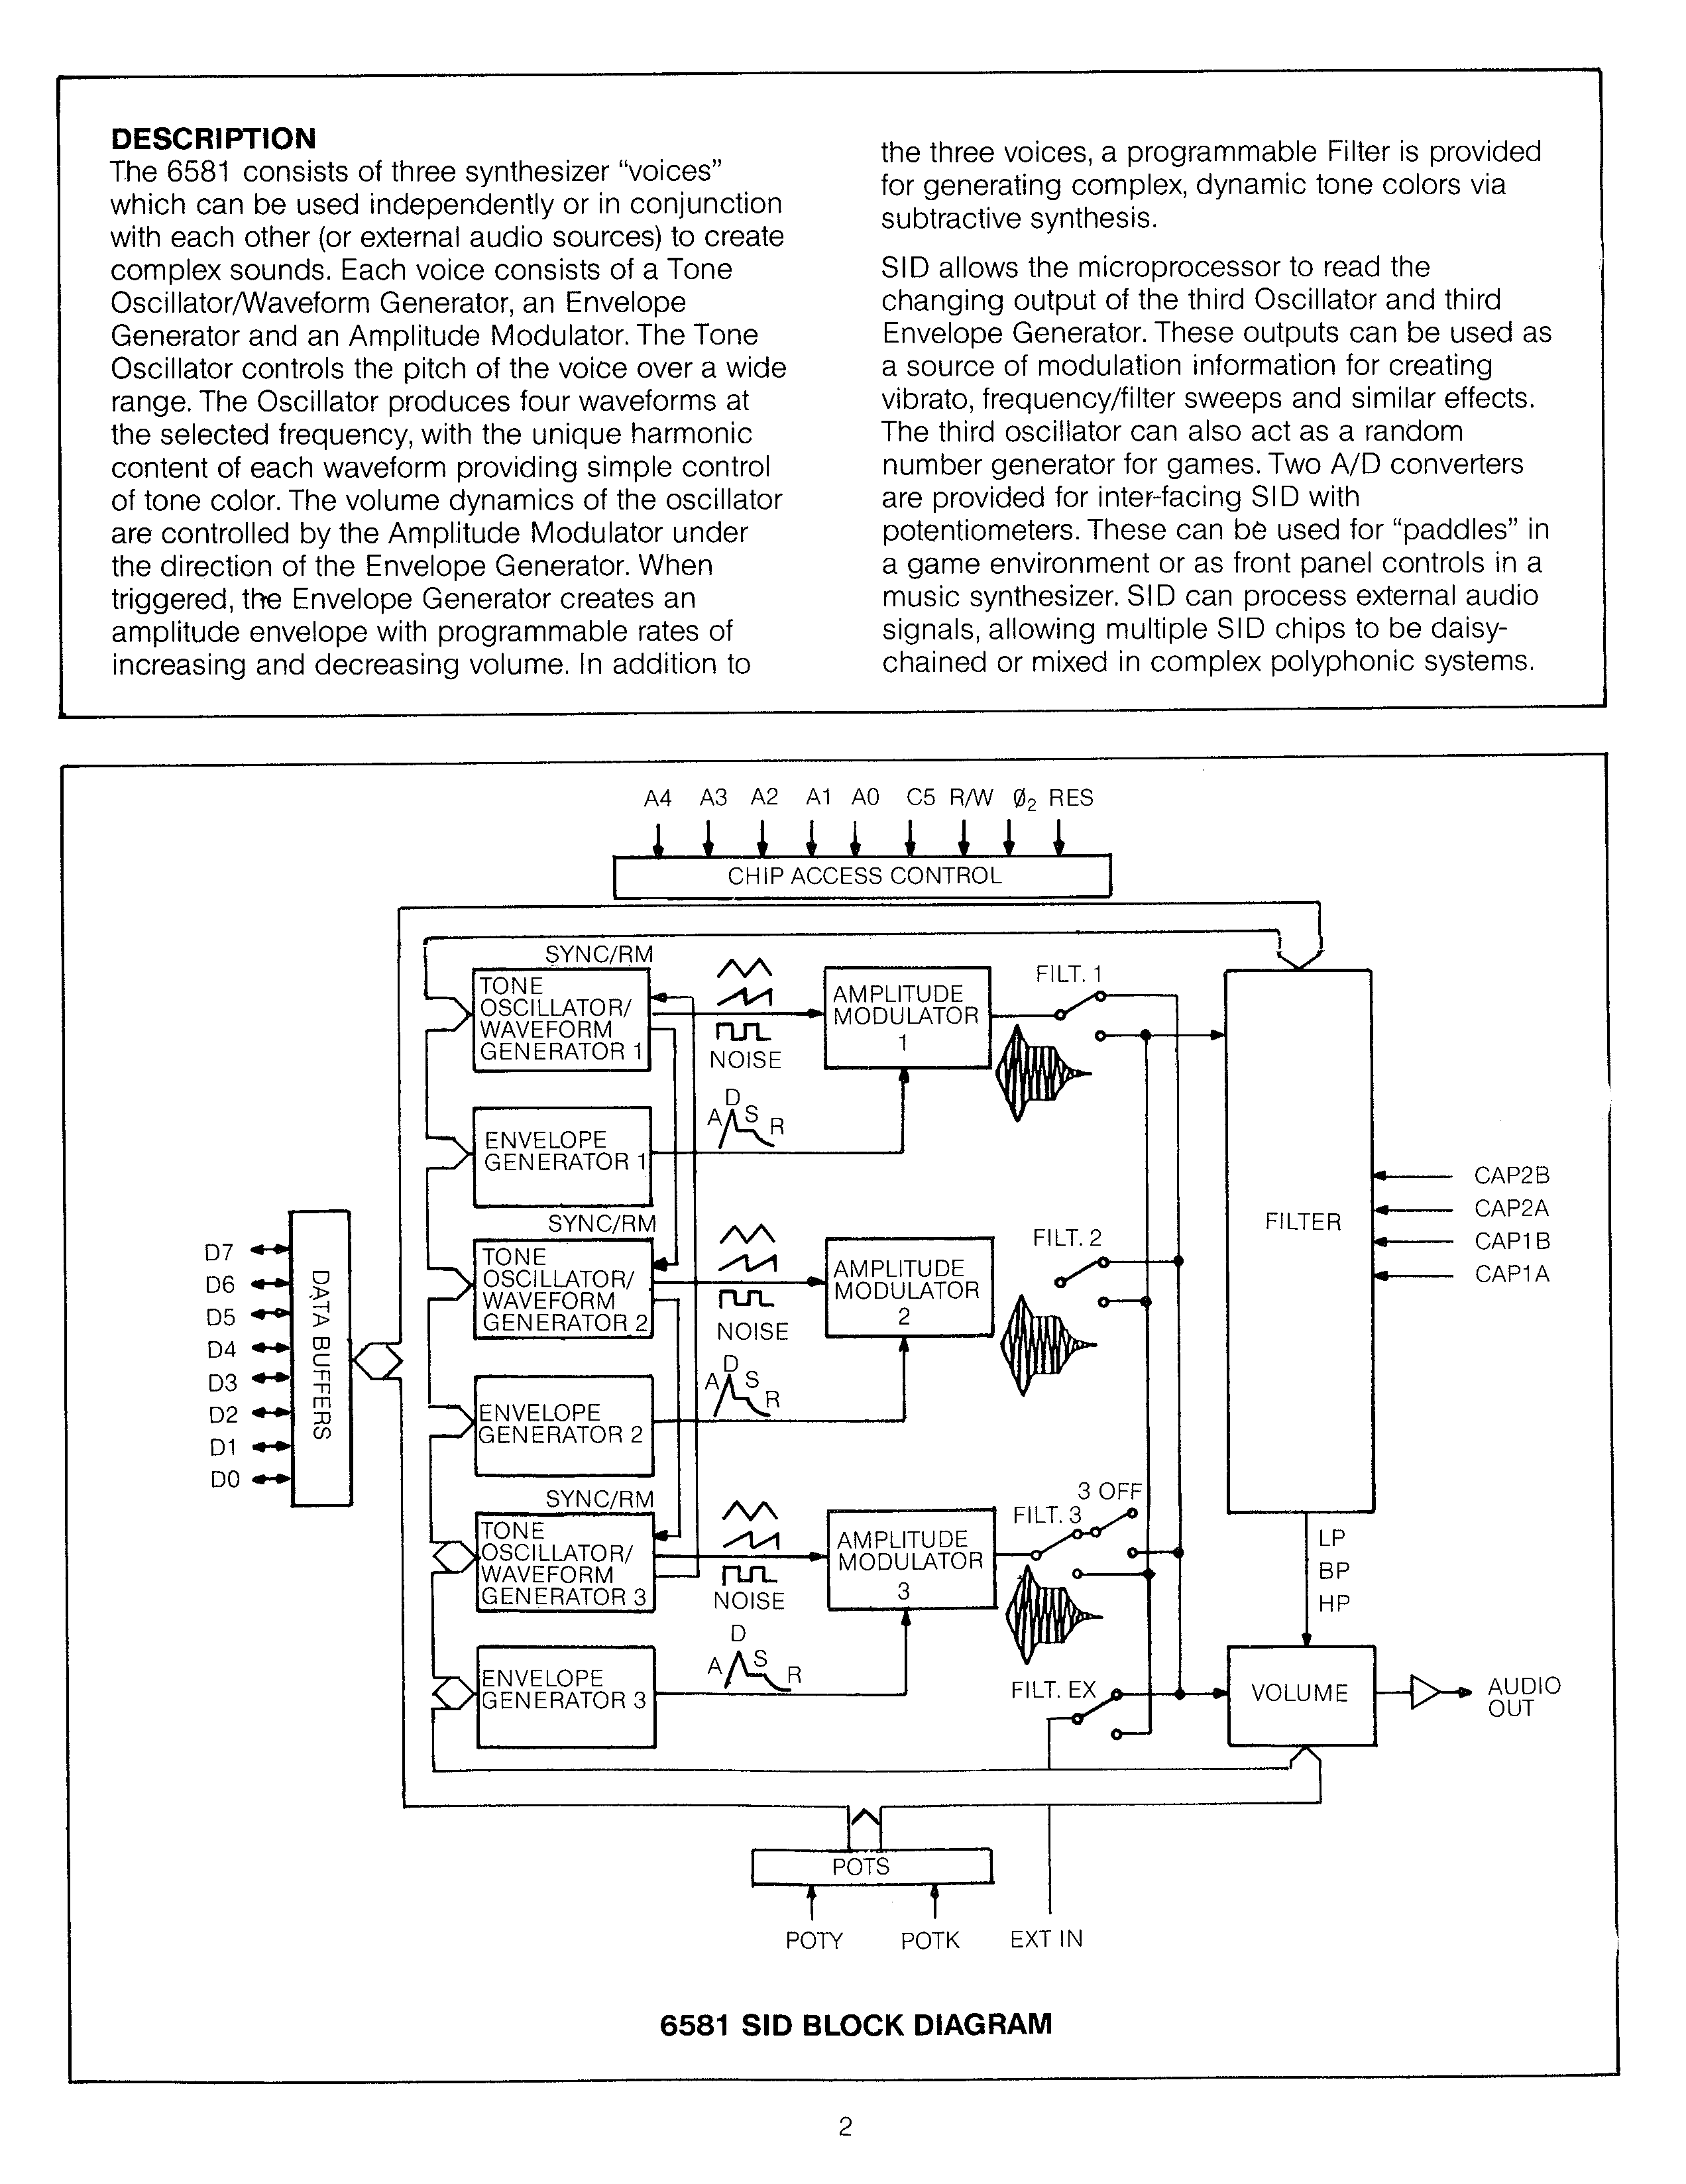 DESCRIPTION
The 6581 consists of three synthesizer “voices”
which can be used independently or in conjunction
with each other (or external audio sources) to create
complex sounds. Each voice consists of a Tone
Oscillator/Waveform Generator, an Envelope
Generator and an Amplitude Modulator. The Tone
Oscillator controls the pitch of the voice over a wide
range. The Oscillator produces four waveforms at
the selected frequency, with the unique harmonic
content of each waveform providing simple control
of tone color. The volume dynamics of the oscillator
are controlled by the Amplitude Modulator under
the direction of the Envelope Generator. When
triggered, the Envelope Generator creates an
amplitude envelope with programmable rates of
increasing and decreasing volume. In addition to
the three voices, a programmable Filter is provided
for generating complex, dynamic tone colors via
subtractive synthesis.
SID allows the microprocessor to read the
changing output of the third Oscillator and third
Envelope Generator. These outputs can be used as
a source of modulation information for creating
vibrato, frequency/filter sweeps and similar effects.
The third oscillator can also act as a random
number generator for games. Two A/D converters
are provided for inter-facing SID with
potentiometers. These can be used for “paddles” in
a game environment or as front panel controls in a
music synthesizer. SID can process external audio
signals, allowing multiple SID chips to be daisy-
chained or mixed in complex polyphonic systems.
A4 A3 A2 A1 A0 C5 R/W Ø2 RES
CHIP ACCESS CONTROL
SYNC/RM
TONE
OSCILLATOR/
WAVEFORM
GENERATOR 1
NOISE
AMPLITUDE
MODULATOR
1
FILT. 1
ENVELOPE
GENERATOR 1
A D S R
SYNC/RM
TONE
OSCILLATOR/
WAVEFORM
GENERATOR 2
NOISE
AMPLITUDE
MODULATOR
2
FILT. 2
ENVELOPE
GENERATOR 2
A D S R
SYNC/RM
TONE
OSCILLATOR/
WAVEFORM
GENERATOR 3
NOISE
AMPLITUDE
MODULATOR
3
FILT. 3
3 OFF
ENVELOPE
GENERATOR 3
A D S R
FILT. EX
D7
D6
D5
D4
D3
D2
D1
D0
DATA BUFFERS
FILTER
CAP2B
CAP2A
CAP1B
CAP1A
LP
BP
HP
VOLUME
AUDIO
OUT
POTS
POTY
POTK
EXT IN
6581 SID BLOCK DIAGRAM
2